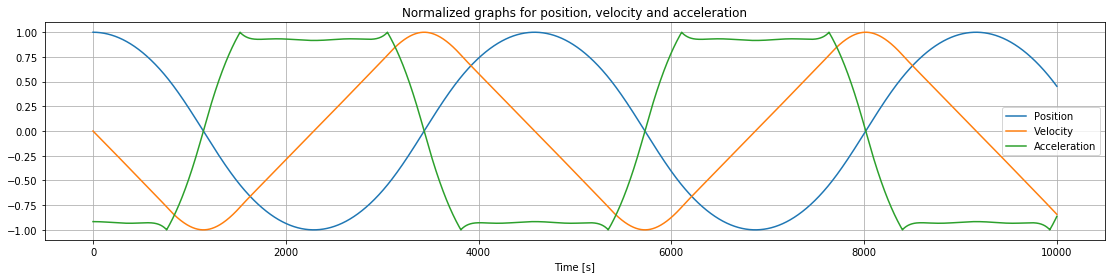 Normalized graphs for position, velocity and acceleration
1.00
0.75
0.50
0.25
0.00
−0.25
−0.50
−0.75
−1.00
Position
Velocity
Acceleration
0 2000 4000 6000 8000 10000
Time [s]